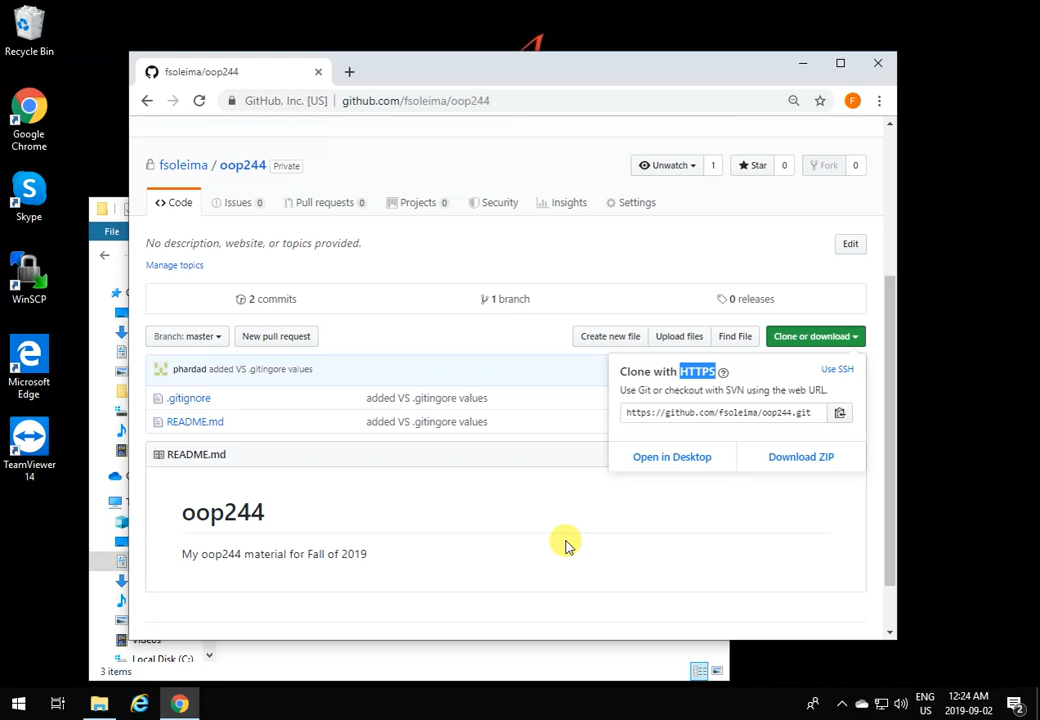 Recycle Bin
Google
Chrome
Skype
WinSCP
Microsoft
Edge
TeamViewer
14
fsoleima/oop244
GitHub, Inc. [US]
github.com/fsoleima/oop244
F
fsoleima / oop244 Private
Unwatch 1
Star 0
Fork 0
<> Code
Issues 0
Pull requests 0
Projects 0
Security
Insights
Settings
No description, website, or topics provided.
Edit
Manage topics
2 commits
1 branch
0 releases
Branch: master
New pull request
Create new file
Upload files
Find File
Clone or download
phardad added VS .gitingore values
.gitignore added VS .gitingore values
README.md added VS .gitingore values
Clone with HTTPS ?
Use SSH
Use Git or checkout with SVN using the web URL.
https://github.com/fsoleima/oop244.git
Open in Desktop
Download ZIP
README.md
oop244
My oop244 material for Fall of 2019
File
Videos
Local Disk (C:)
3 items
ENG
US
12:24 AM
2019-09-02
2